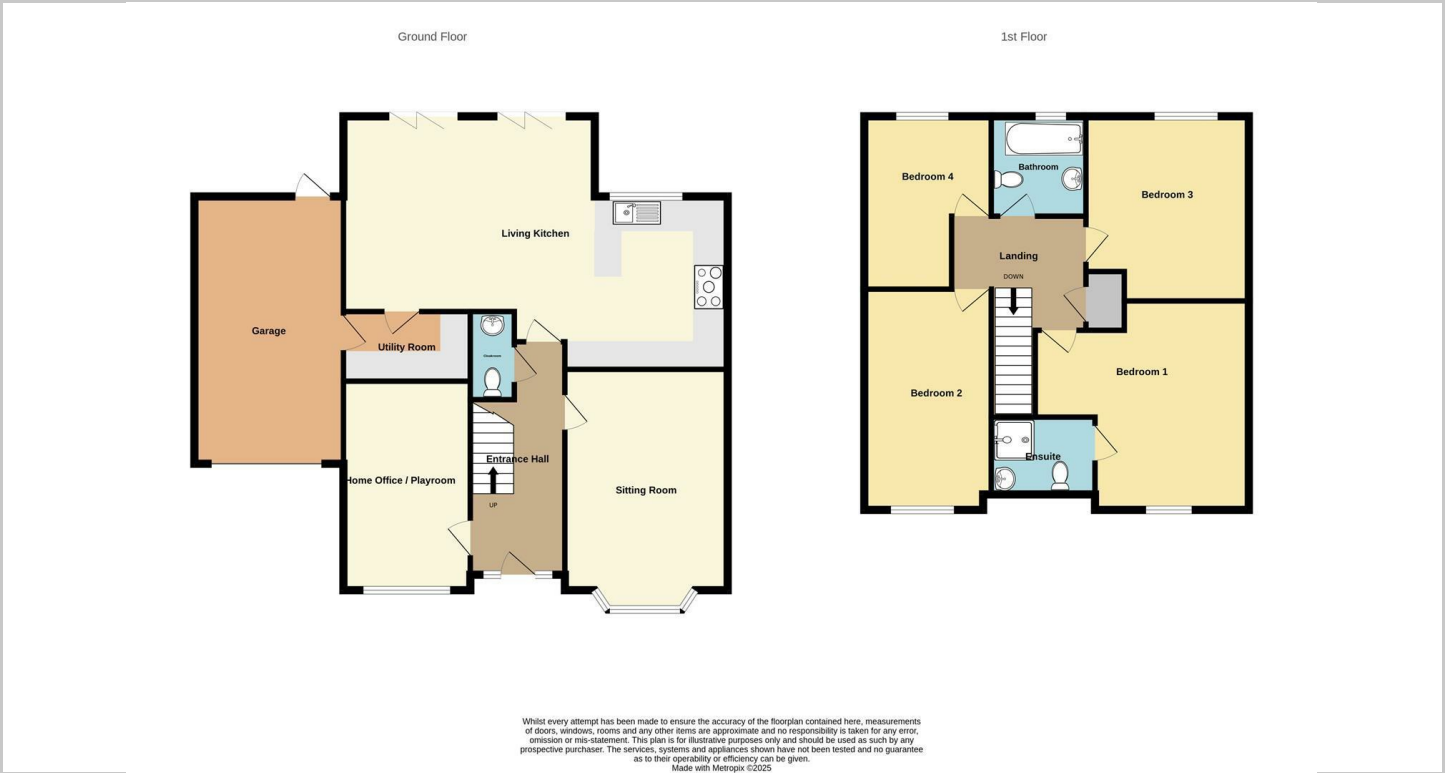 Ground Floor
1st Floor
Living Kitchen
Garage
Utility Room
Home Office / Playroom
Entrance Hall
UP
Sitting Room
Bedroom 4
Bathroom
Bedroom 3
Landing
DOWN
Bedroom 2
Bedroom 1
Ensuite
Whilst every attempt has been made to ensure the accuracy of the floorplan contained here, measurements
of doors, windows, rooms and any other items are approximate and no responsibility is taken for any error,
omission or mis-statement. This plan is for illustrative purposes only and should be used as such by any
prospective purchaser. The services, systems and appliances shown have not been tested and no guarantee
as to their operability or efficiency can be given.
Made with Metropix ©2025